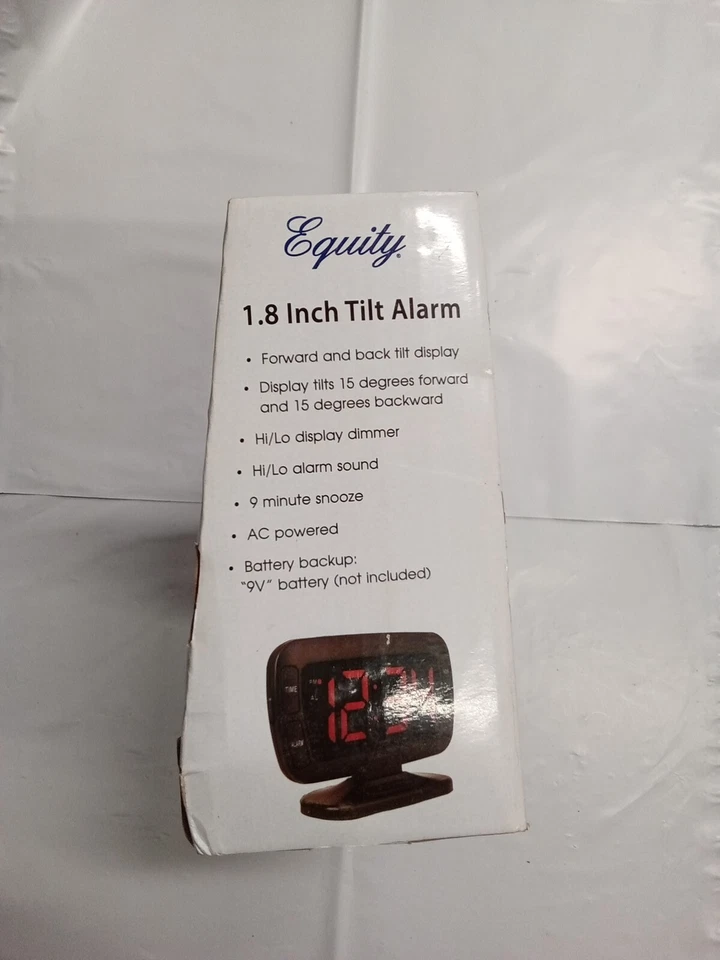 Equity®
1.8 Inch Tilt Alarm
• Forward and back tilt display
• Display tilts 15 degrees forward
and 15 degrees backward
• Hi/Lo display dimmer
• Hi/Lo alarm sound
• 9 minute snooze
• AC powered
• Battery backup:
"9V" battery (not included)
TIME
12:34